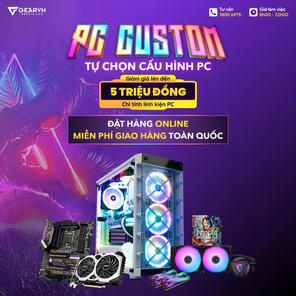 GEARVN
Tư vấn
1800 6975
Giờ làm việc
8h00 - 22h00
PC CUSTOM
TỰ CHỌN CẤU HÌNH PC
Giảm giá lên đến
5 TRIỆU ĐỒNG
Chỉ tính linh kiện PC
ĐẶT HÀNG ONLINE
MIỄN PHÍ GIAO HÀNG TOÀN QUỐC